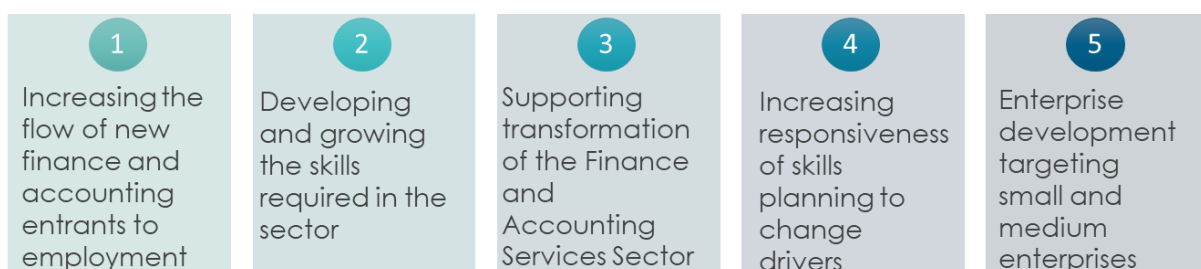 1
Increasing the
flow of new
finance and
accounting
entrants to
employment
2
Developing
and growing
the skills
required in the
sector
3
Supporting
transformation
of the Finance
and
Accounting
Services Sector
4
Increasing
responsiveness
of skills
planning to
change
drivers
5
Enterprise
development
targeting
small and
medium
enterprises